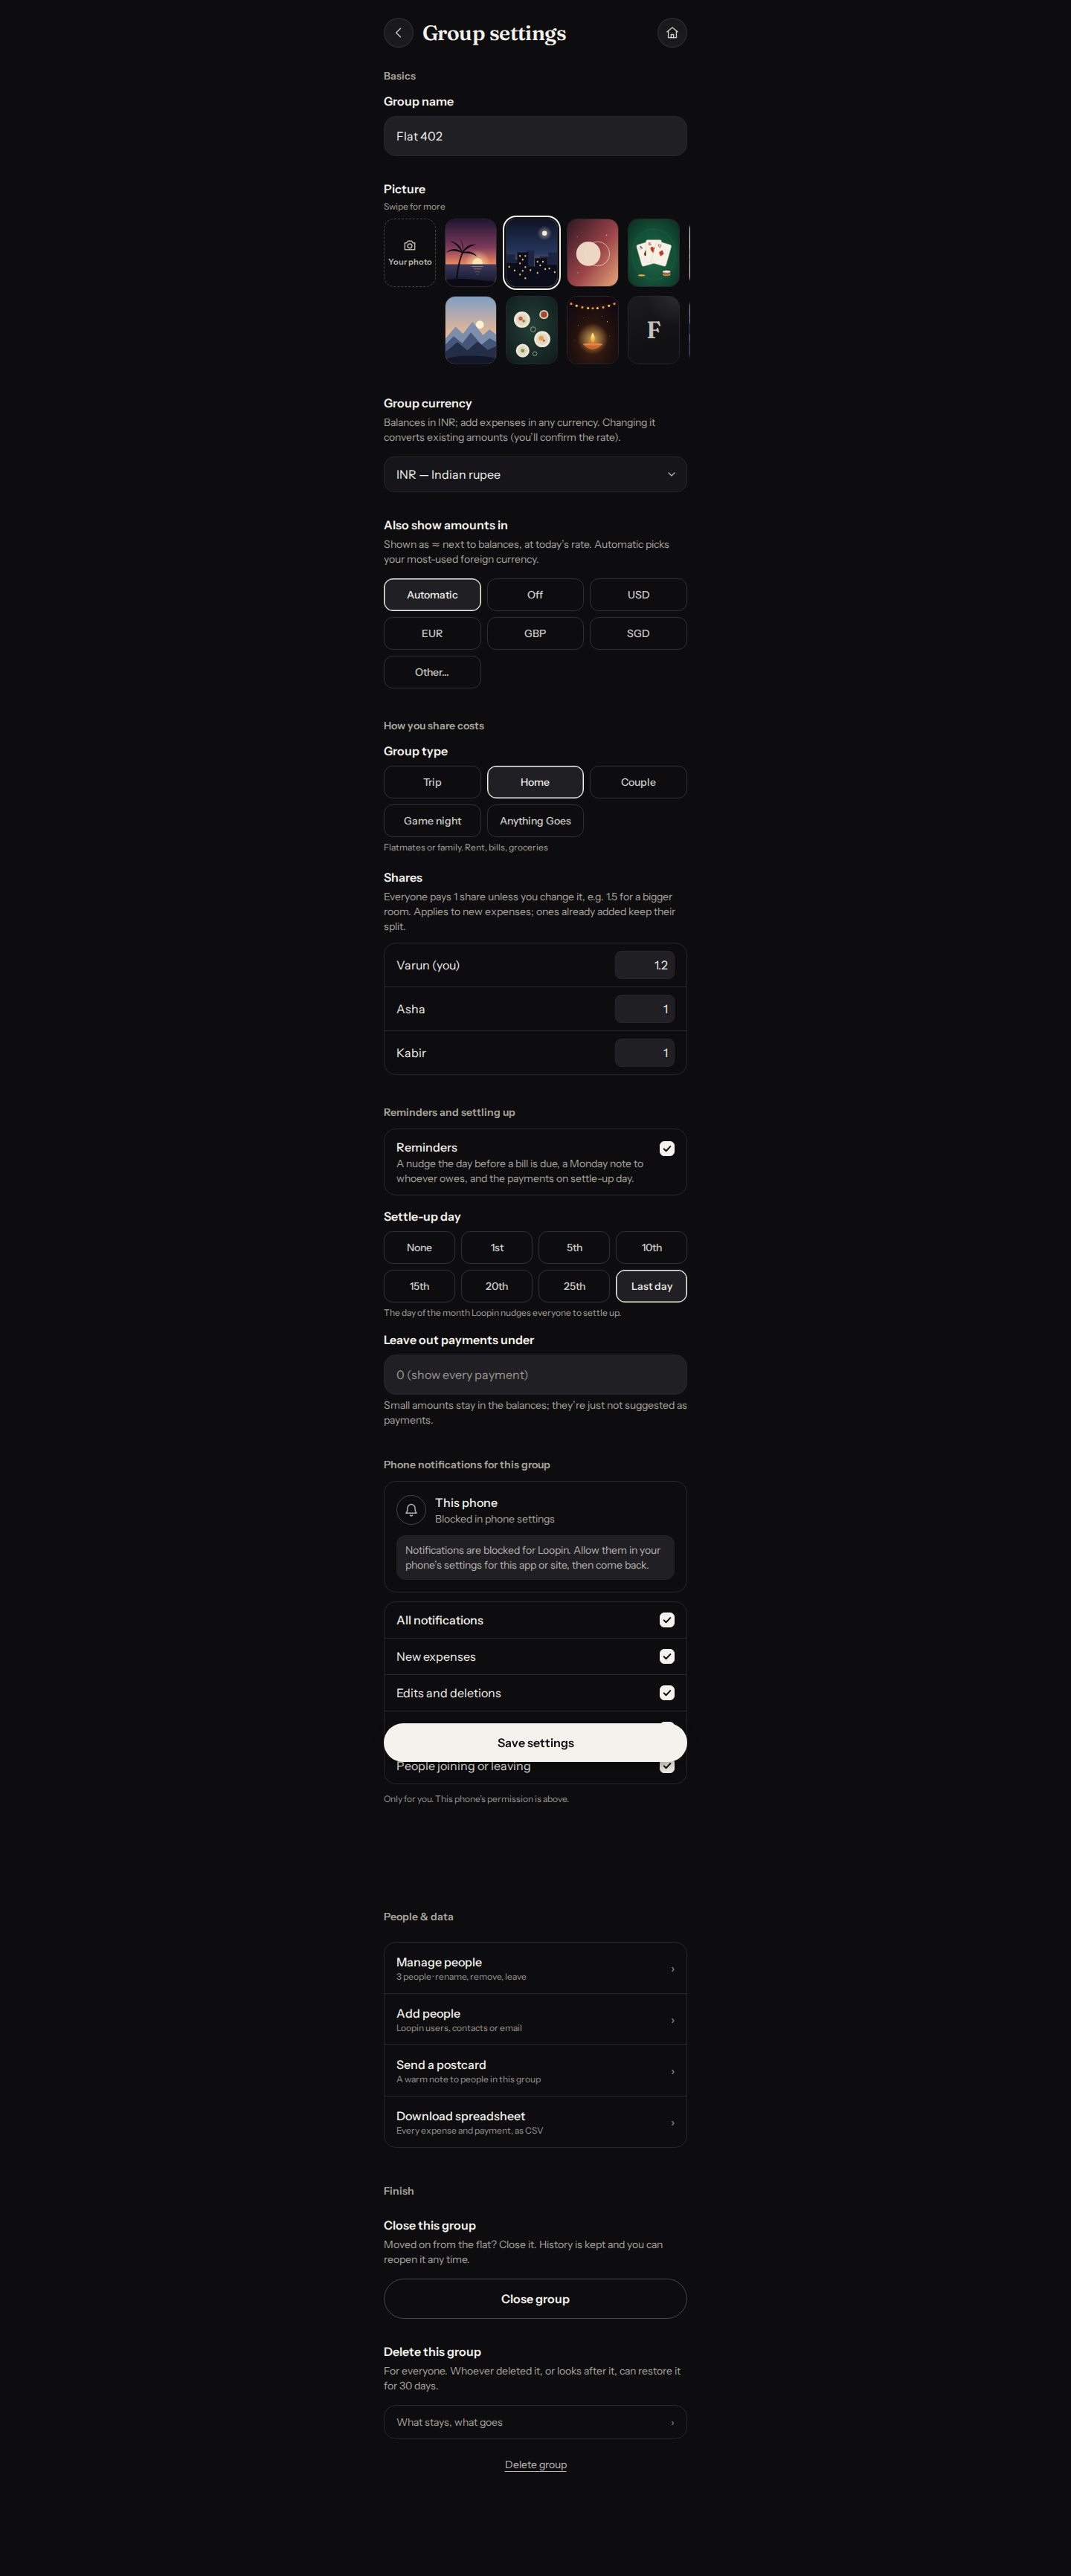 Group settings
Basics
Group name
Flat 402
Picture
Swipe for more
Your photo
F
Group currency
Balances in INR; add expenses in any currency. Changing it
converts existing amounts (you'll confirm the rate).
INR — Indian rupee
Also show amounts in
Shown as ≈ next to balances, at today's rate. Automatic picks
your most-used foreign currency.
Automatic
Off
USD
EUR
GBP
SGD
Other...
How you share costs
Group type
Trip
Home
Couple
Game night
Anything Goes
Flatmates or family. Rent, bills, groceries
Shares
Everyone pays 1 share unless you change it, e.g. 1.5 for a bigger
room. Applies to new expenses; ones already added keep their
split.
Varun (you)
1.2
Asha
1
Kabir
1
Reminders and settling up
Reminders
A nudge the day before a bill is due, a Monday note to
whoever owes, and the payments on settle-up day.
Settle-up day
None
1st
5th
10th
15th
20th
25th
Last day
The day of the month Loopin nudges everyone to settle up.
Leave out payments under
0 (show every payment)
Small amounts stay in the balances; they're just not suggested as
payments.
Phone notifications for this group
This phone
Blocked in phone settings
Notifications are blocked for Loopin. Allow them in your
phone's settings for this app or site, then come back.
All notifications
New expenses
Edits and deletions
Save settings
People joining or leaving
Only for you. This phone's permission is above.
People & data
Manage people
3 people · rename, remove, leave
›
Add people
Loopin users, contacts or email
›
Send a postcard
A warm note to people in this group
›
Download spreadsheet
Every expense and payment, as CSV
›
Finish
Close this group
Moved on from the flat? Close it. History is kept and you can
reopen it any time.
Close group
Delete this group
For everyone. Whoever deleted it, or looks after it, can restore it
for 30 days.
What stays, what goes
›
Delete group